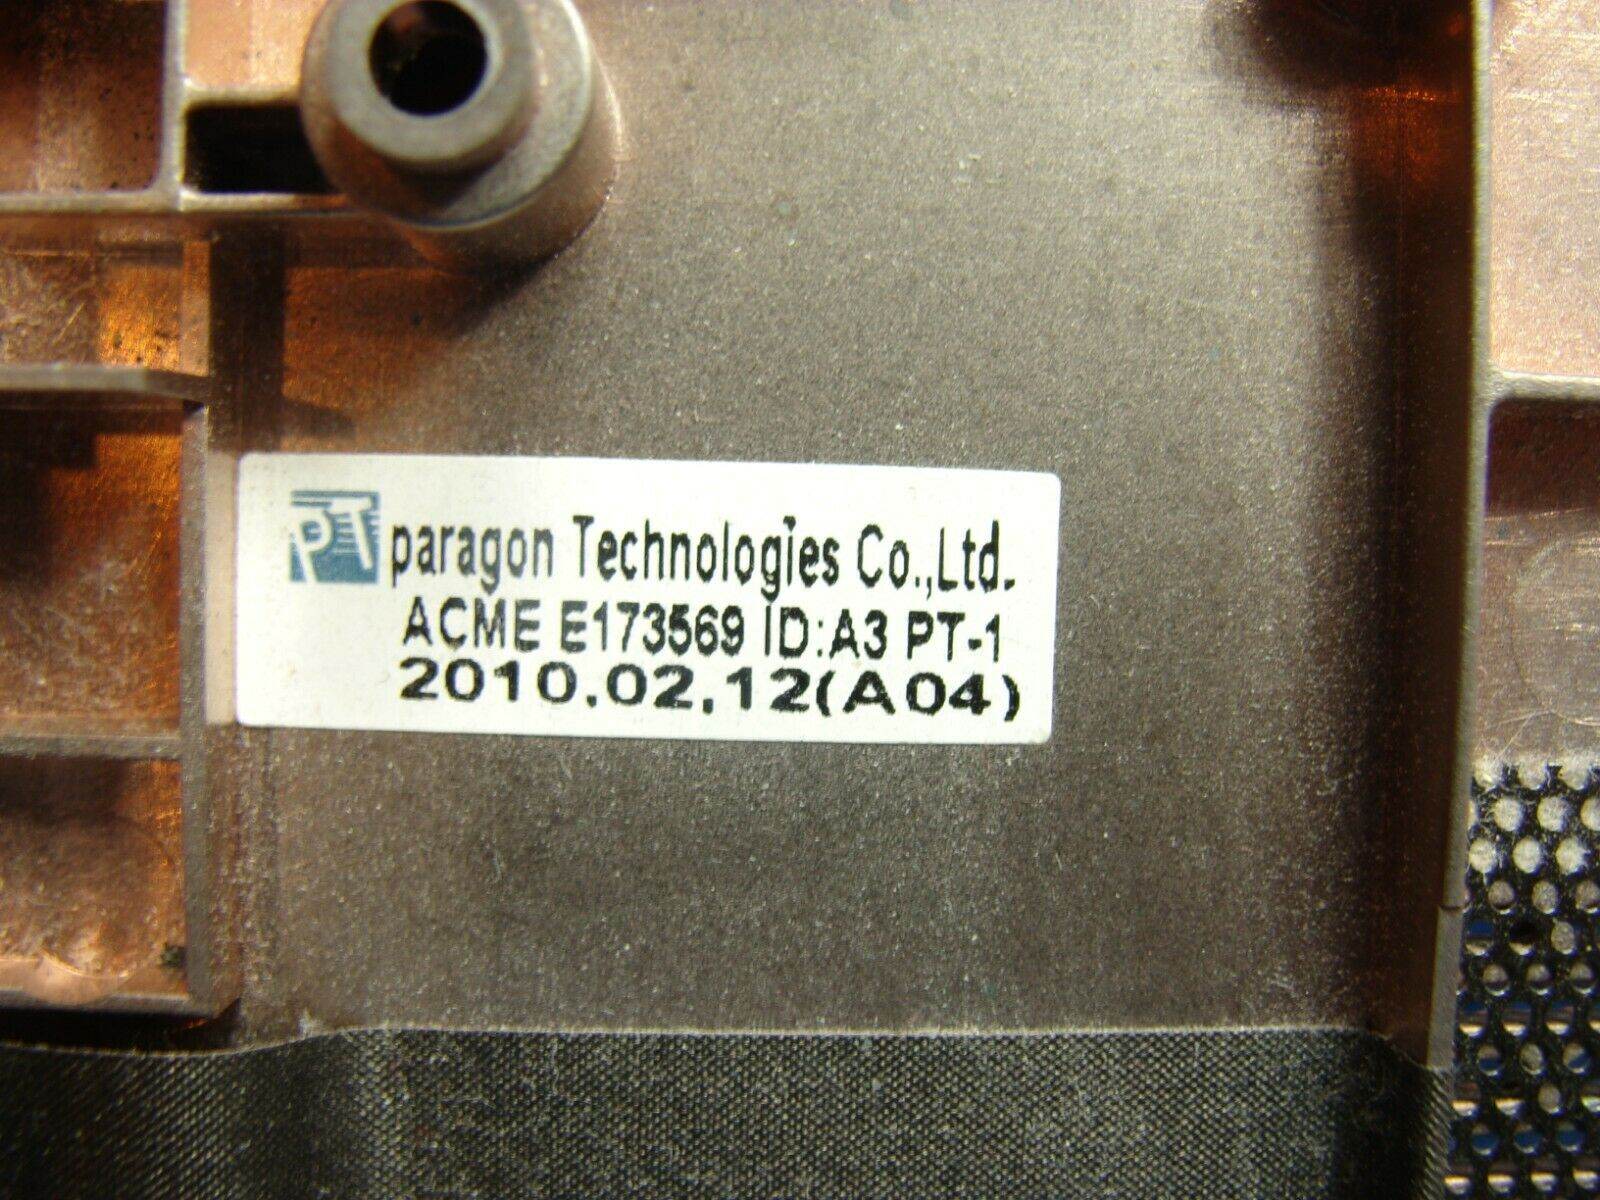 PT paragon Technologies Co.,Ltd.
ACME E173569 ID:A3 PT-1
2010.02.12(A04)